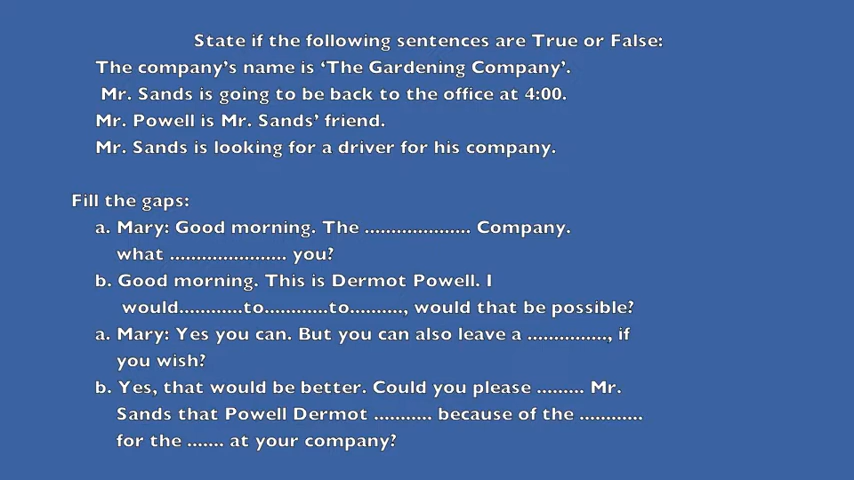 State if the following sentences are True or False:
The company's name is ‘The Gardening Company’.
Mr. Sands is going to be back to the office at 4:00.
Mr. Powell is Mr. Sands’ friend.
Mr. Sands is looking for a driver for his company.
Fill the gaps:
a. Mary: Good morning. The .................... Company.
what ...................... you?
b. Good morning. This is Dermot Powell. I
would............to............to.........., would that be possible?
a. Mary: Yes you can. But you can also leave a ..............., if
you wish?
b. Yes, that would be better. Could you please ......... Mr.
Sands that Powell Dermot ........... because of the ............
for the ....... at your company?